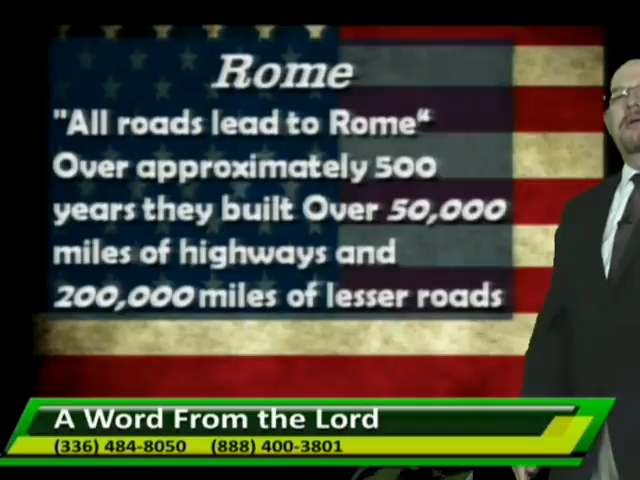 Rome
"All roads lead to Rome“
Over approximately 500
years they built Over 50,000
miles of highways and
200,000 miles of lesser roads
A Word From the Lord
(336) 484-8050 (888) 400-3801